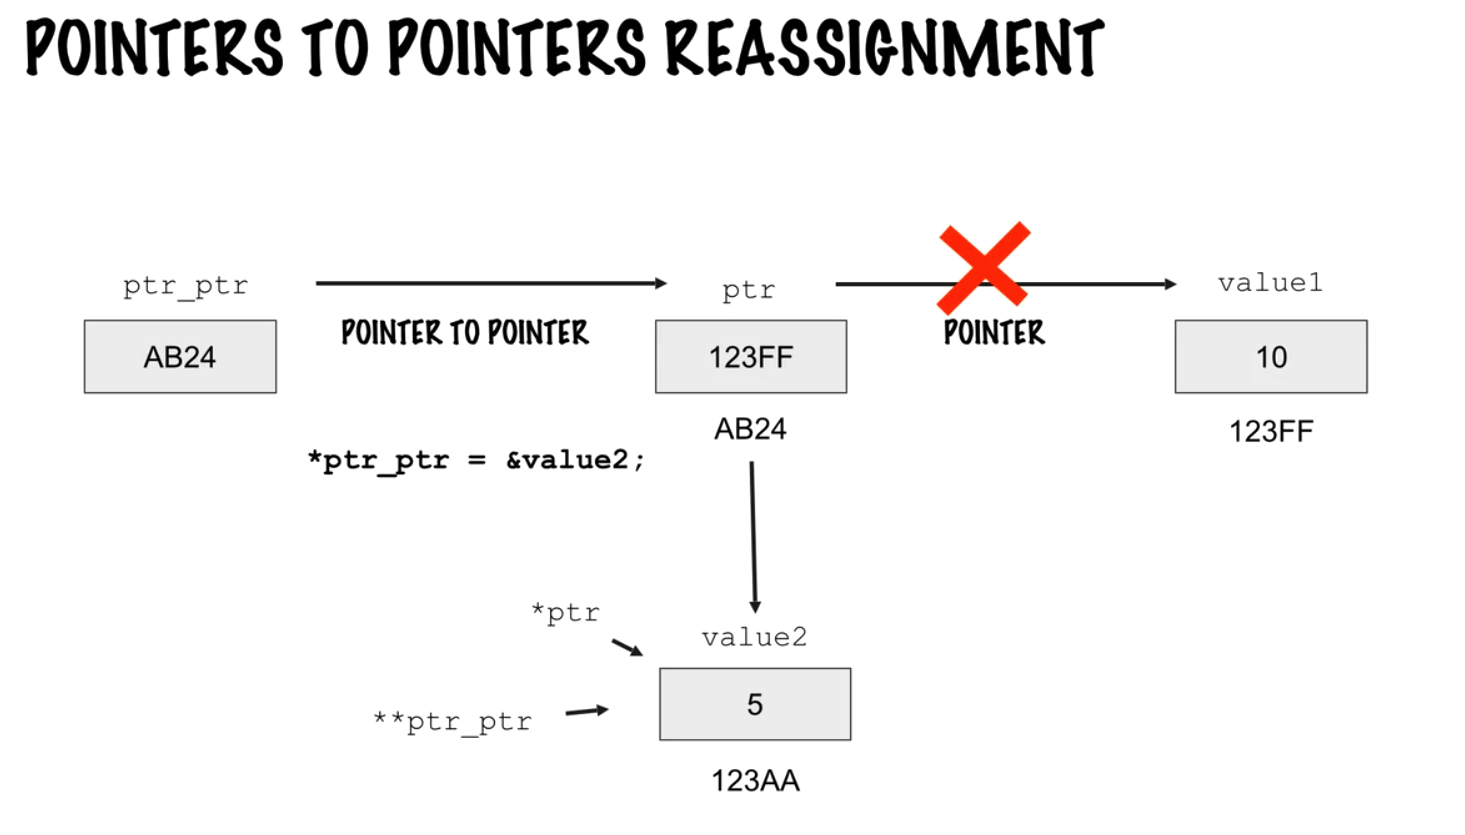 POINTERS TO POINTERS REASSIGNMENT
ptr_ptr
ptr
value1
POINTER TO POINTER
POINTER
AB24
123FF
10
AB24
123FF
*ptr_ptr = &value2;
*ptr
value2
**ptr_ptr
5
123AA